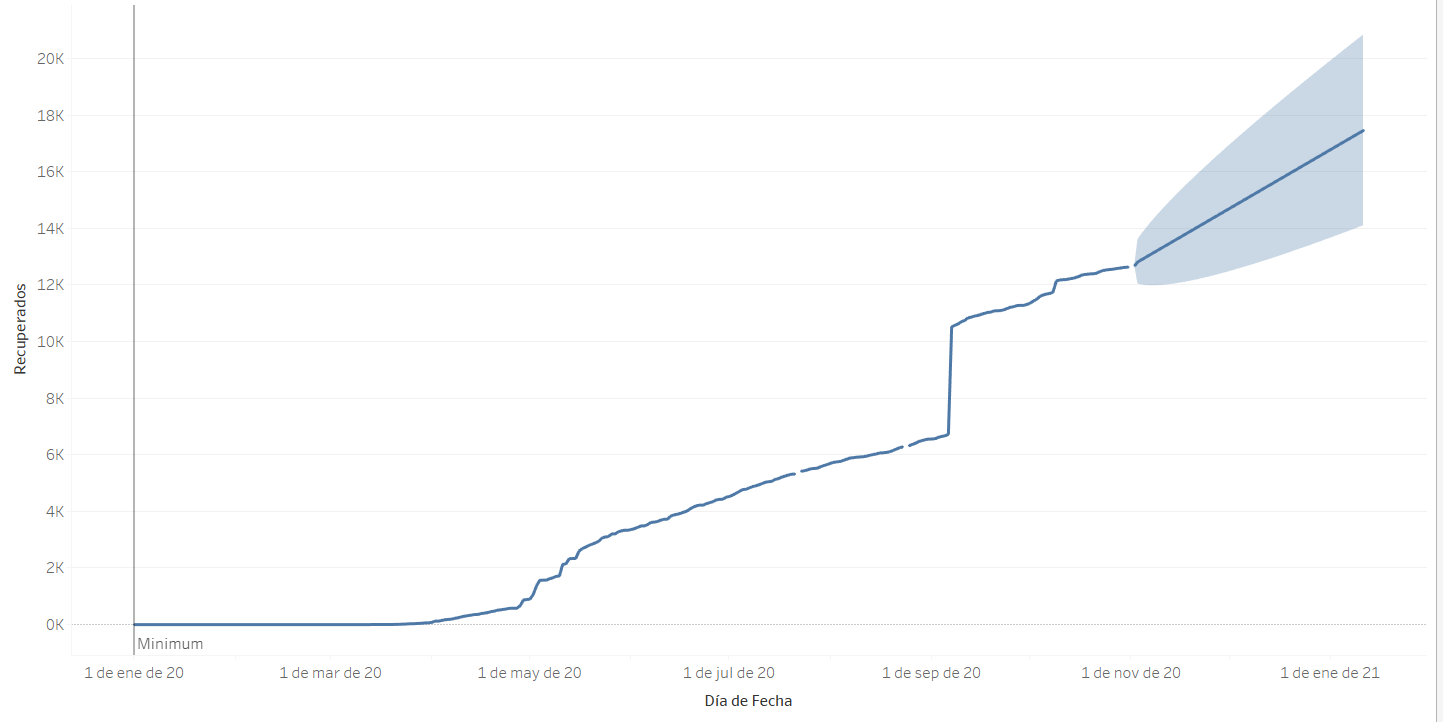 20K
18K
16K
14K
12K
10K
8K
6K
4K
2K
0K
Recuperados
Minimum
1 de ene de 20
1 de mar de 20
1 de may de 20
1 de jul de 20
1 de sep de 20
1 de nov de 20
1 de ene de 21
Día de Fecha